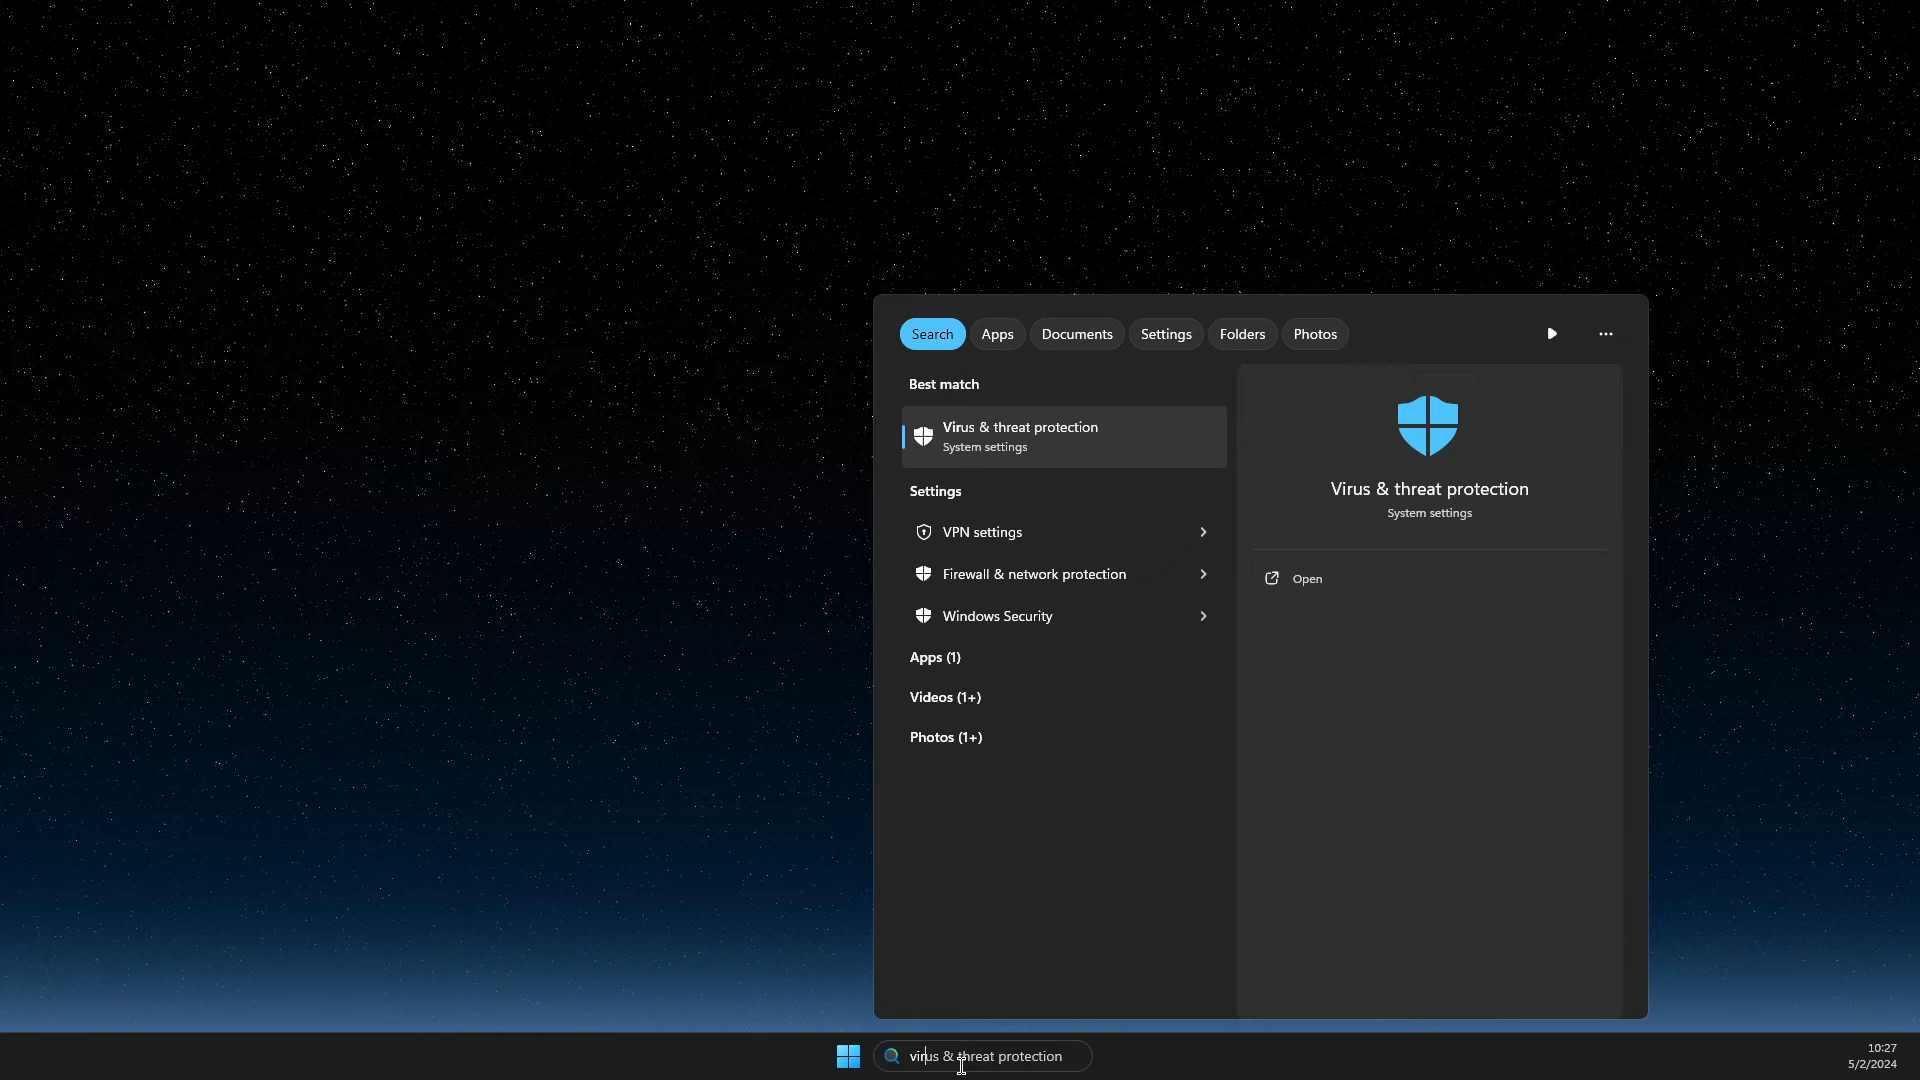 Search Apps Documents Settings Folders Photos
Best match
Virus & threat protection
System settings
Settings
VPN settings
Firewall & network protection
Windows Security
Apps (1)
Videos (1+)
Photos (1+)
Virus & threat protection
System settings
Open
virus & threat protection
10:27
5/2/2024